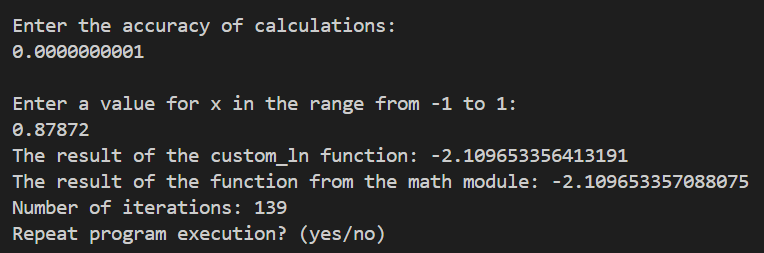 Enter the accuracy of calculations:
0.0000000001
Enter a value for x in the range from -1 to 1:
0.87872
The result of the custom_ln function: -2.109653356413191
The result of the function from the math module: -2.109653357088075
Number of iterations: 139
Repeat program execution? (yes/no)